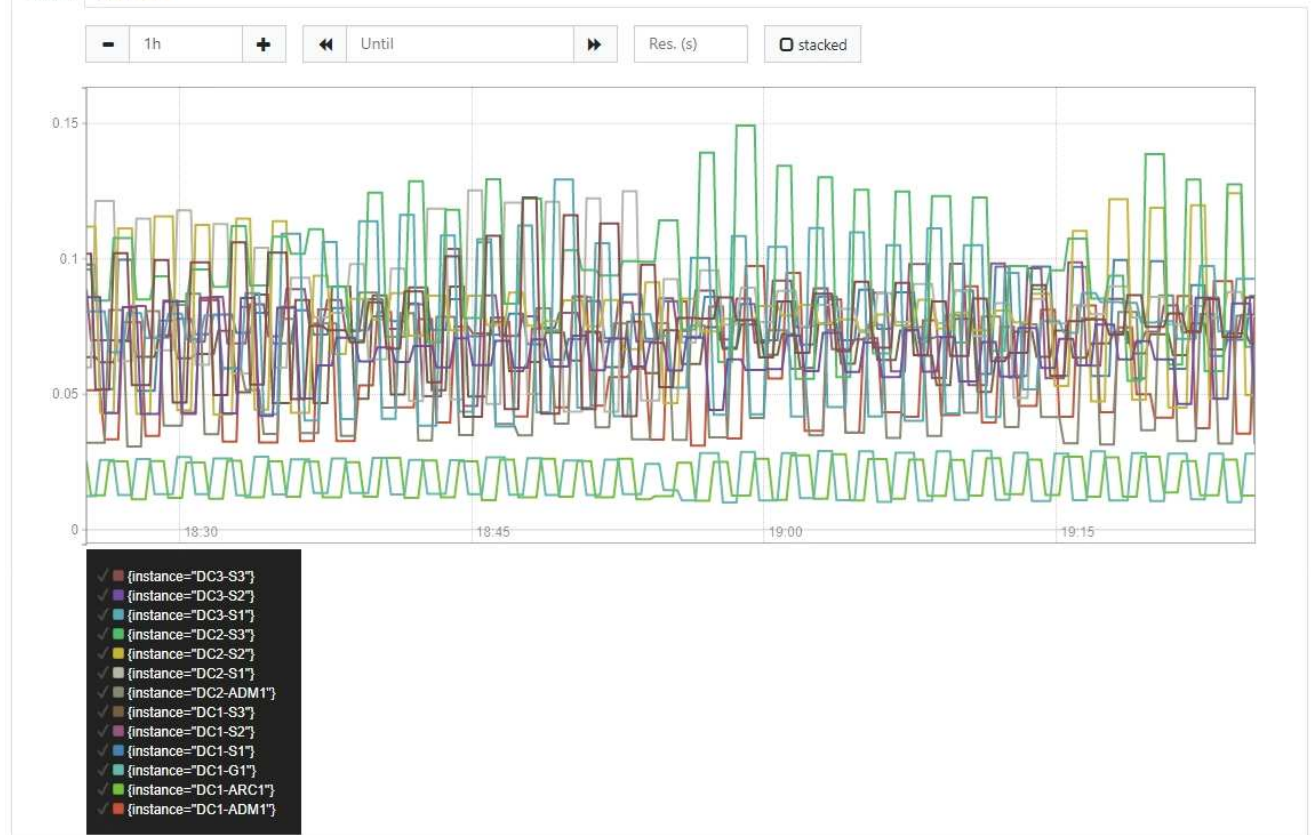 1h Until Res. (s) stacked
0.15
0.1
0.05
0
18:30 18:45 19:00 19:15
{instance="DC3-S3"}
{instance="DC3-S2"}
{instance="DC3-S1"}
{instance="DC2-S3"}
{instance="DC2-S2"}
{instance="DC2-S1"}
{instance="DC2-ADM1"}
{instance="DC1-S3"}
{instance="DC1-S2"}
{instance="DC1-S1"}
{instance="DC1-G1"}
{instance="DC1-ARC1"}
{instance="DC1-ADM1"}